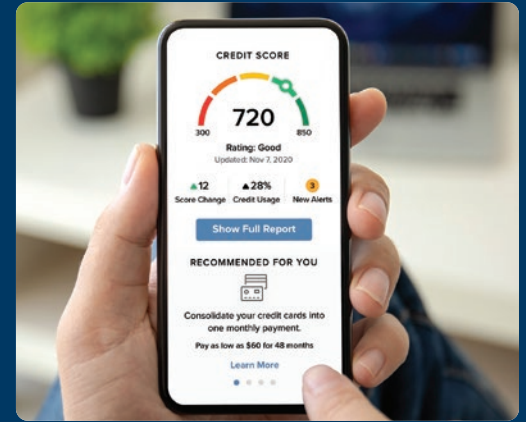 CREDIT SCORE
720
300 850
Rating: Good
Updated: Nov 7, 2020
▲12 ▲28% 3
Score Change Credit Usage New Alerts
Show Full Report
RECOMMENDED FOR YOU
Consolidate your credit cards into
one monthly payment.
Pay as low as $60 for 48 months
Learn More